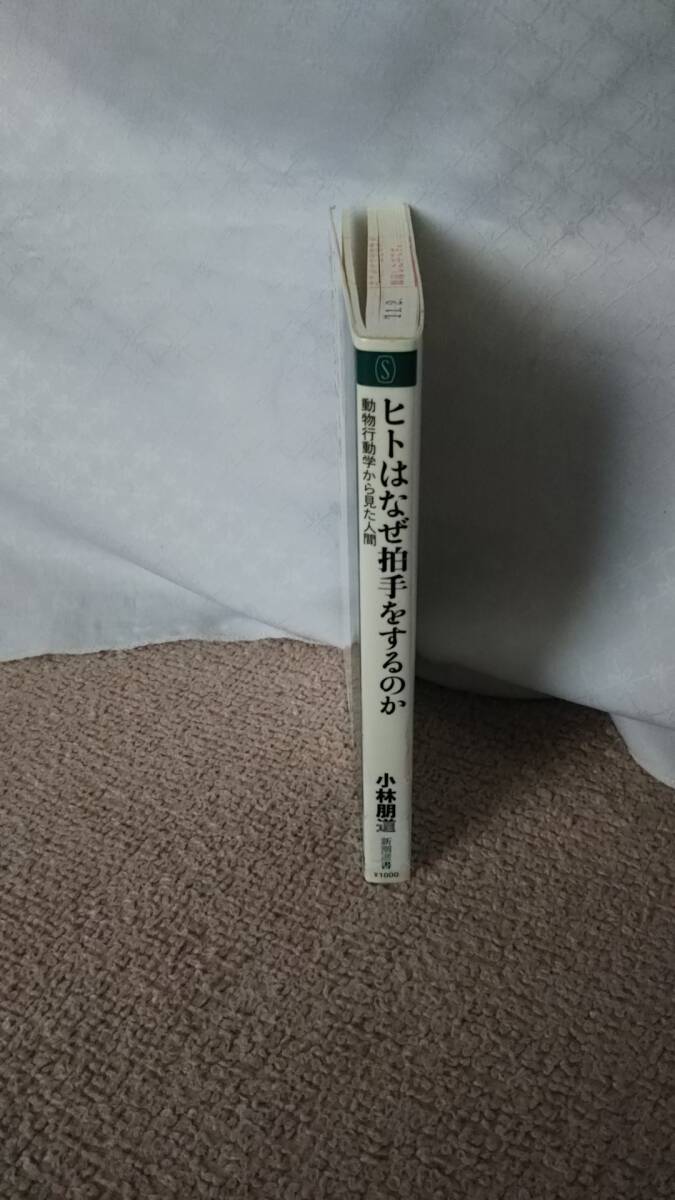 S
ヒトはなぜ拍手をするのか
動物行動学から見た人間
小林朋道
新潮選書
¥1000